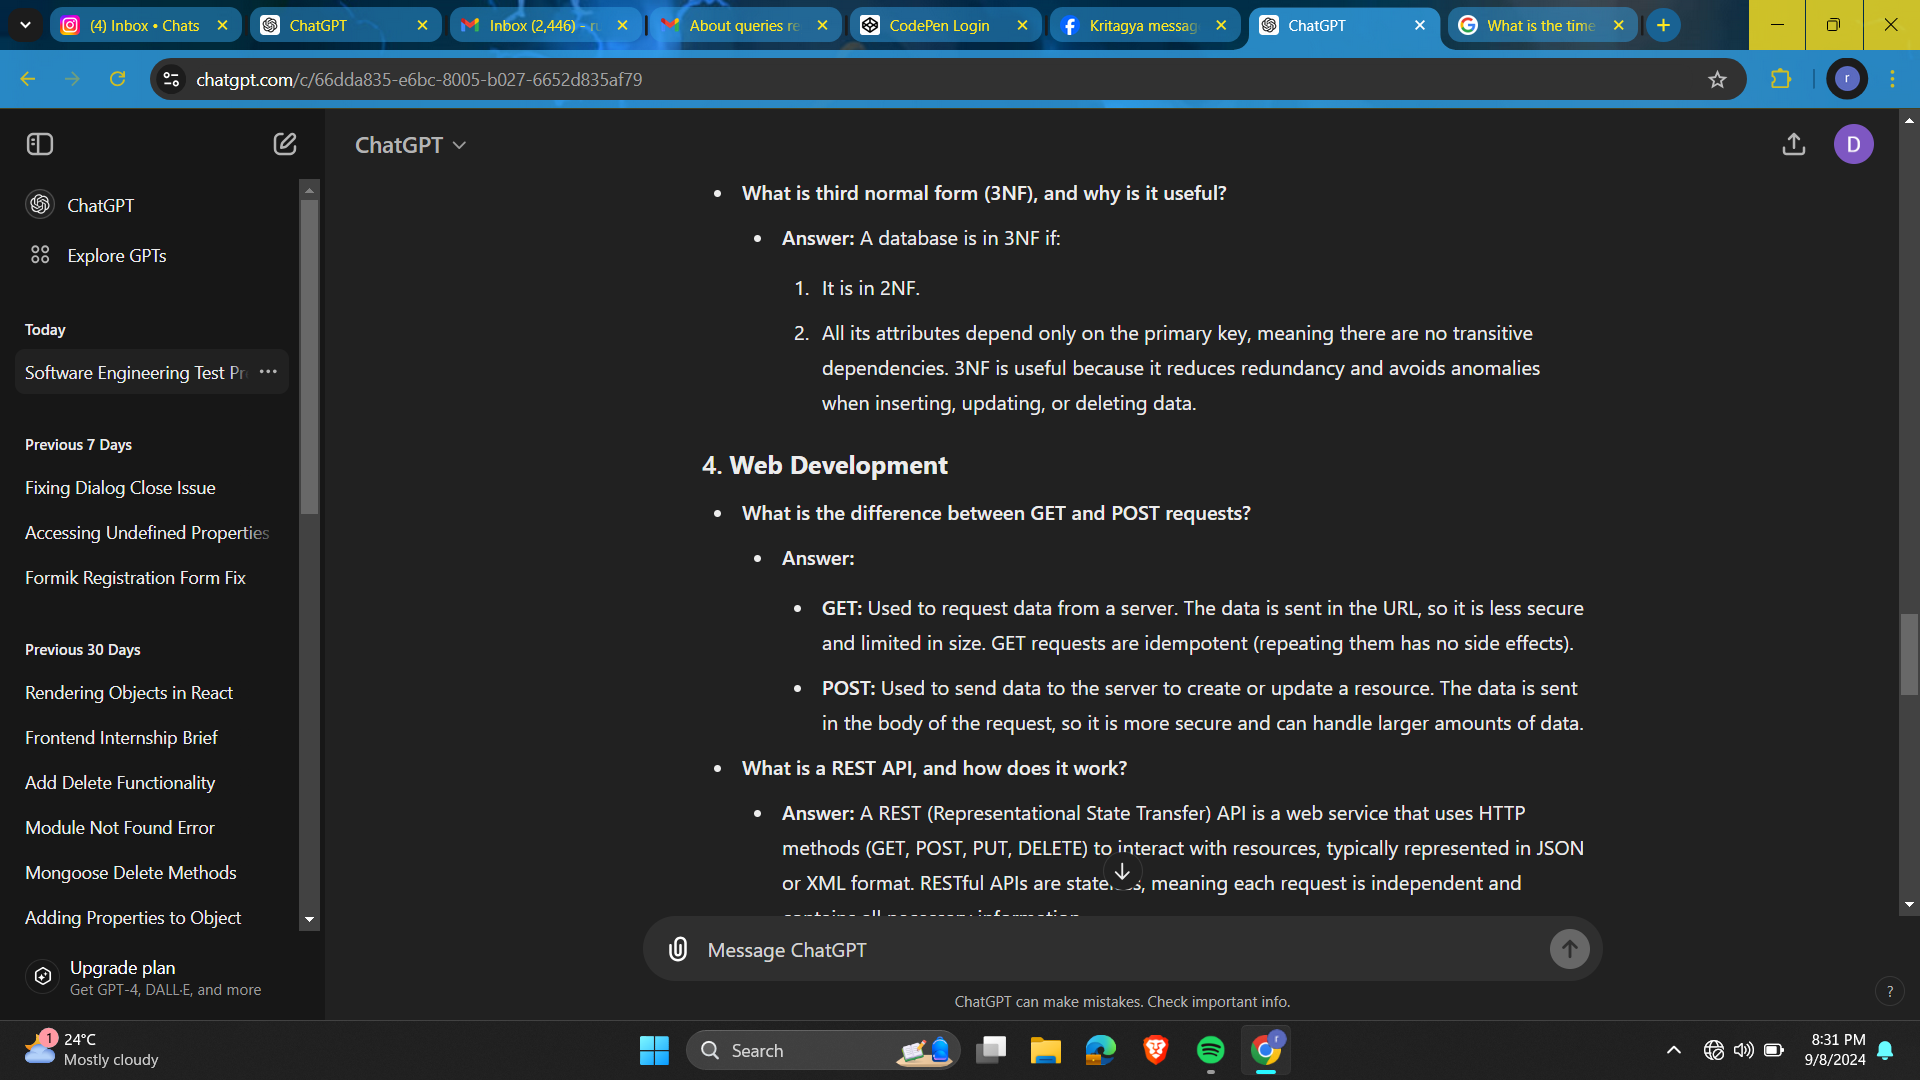 (4) Inbox • Chats
ChatGPT
Inbox (2,446) - r
About queries re
CodePen Login
Kritagya messag
ChatGPT
What is the time
chatgpt.com/c/66dda835-e6bc-8005-b027-6652d835af79
r
ChatGPT
D
ChatGPT
Explore GPTs
Today
Software Engineering Test Pr
Previous 7 Days
Fixing Dialog Close Issue
Accessing Undefined Properties
Formik Registration Form Fix
Previous 30 Days
Rendering Objects in React
Frontend Internship Brief
Add Delete Functionality
Module Not Found Error
Mongoose Delete Methods
Adding Properties to Object
Upgrade plan
Get GPT-4, DALL·E, and more
• What is third normal form (3NF), and why is it useful?
• Answer: A database is in 3NF if:
1. It is in 2NF.
2. All its attributes depend only on the primary key, meaning there are no transitive
dependencies. 3NF is useful because it reduces redundancy and avoids anomalies
when inserting, updating, or deleting data.
4. Web Development
• What is the difference between GET and POST requests?
• Answer:
• GET: Used to request data from a server. The data is sent in the URL, so it is less secure
and limited in size. GET requests are idempotent (repeating them has no side effects).
• POST: Used to send data to the server to create or update a resource. The data is sent
in the body of the request, so it is more secure and can handle larger amounts of data.
• What is a REST API, and how does it work?
• Answer: A REST (Representational State Transfer) API is a web service that uses HTTP
methods (GET, POST, PUT, DELETE) to interact with resources, typically represented in JSON
or XML format. RESTful APIs are stateless, meaning each request is independent and
contains all necessary information.
Message ChatGPT
ChatGPT can make mistakes. Check important info.
?
1
24°C
Mostly cloudy
Search
r
8:31 PM
9/8/2024